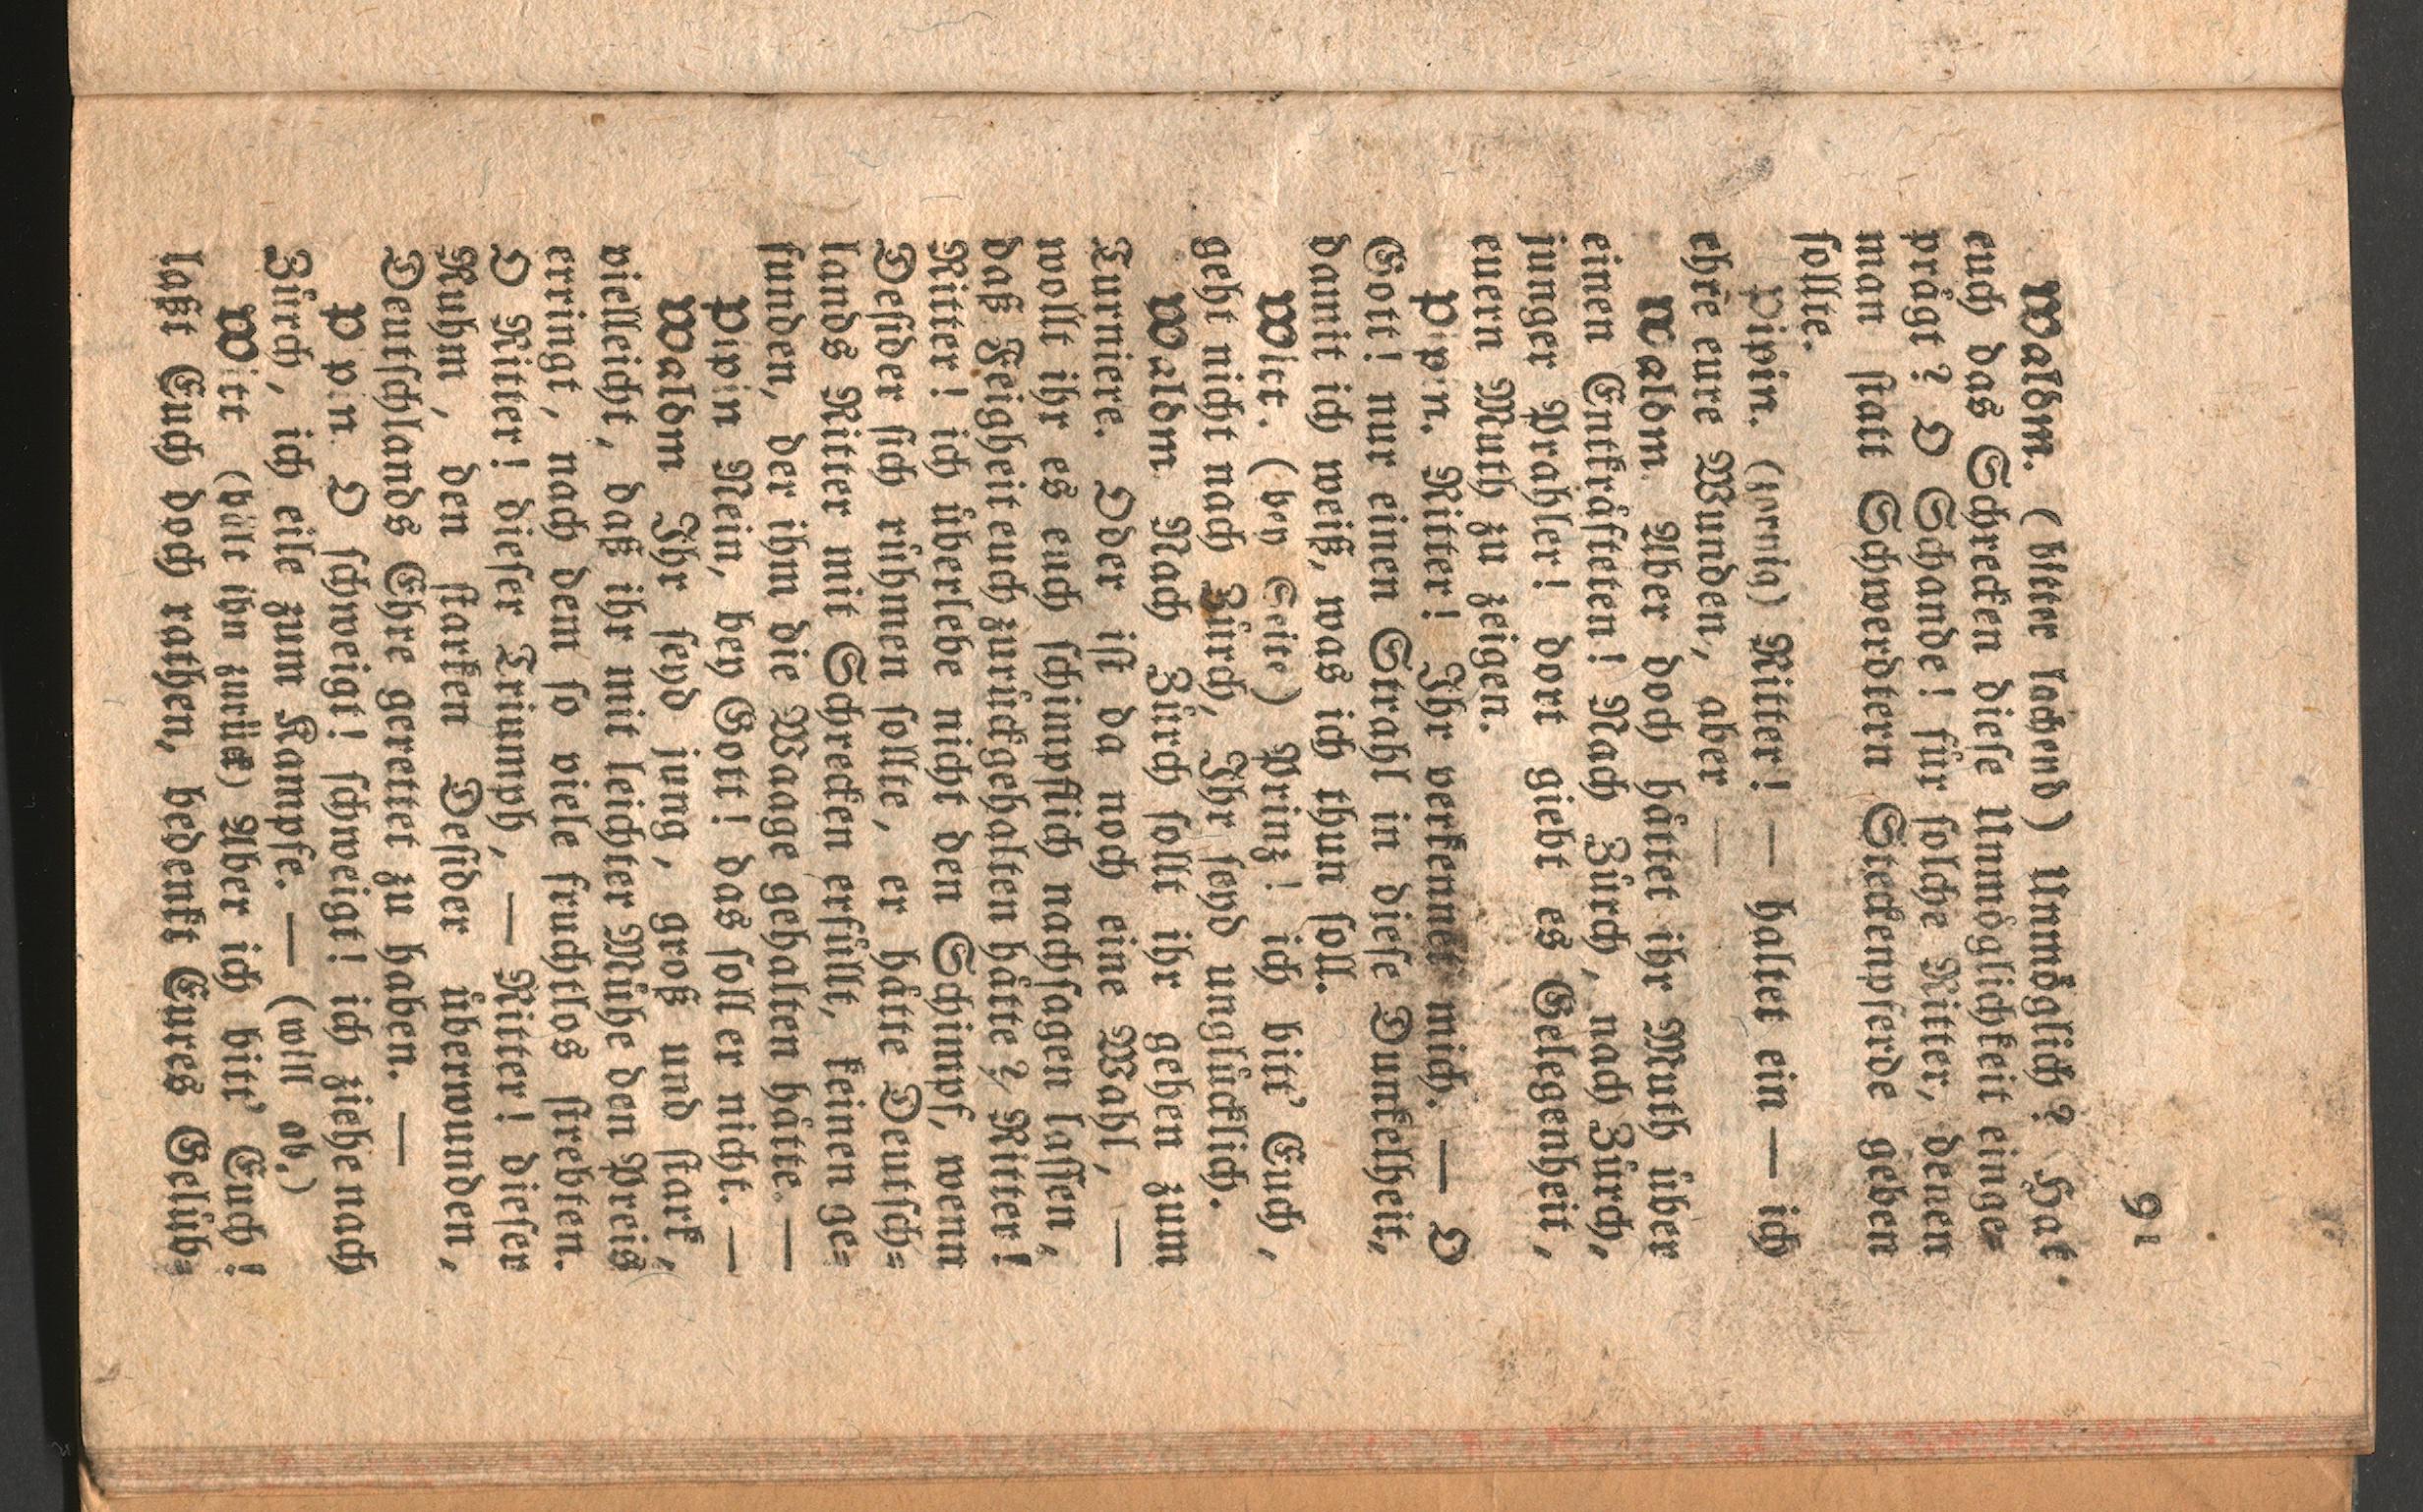 91
Waldm. (bitter lachend) Unmöglich? Hat
euch das Schrecken diese Unmöglichkeit einge=
prägt? O Schande! für solche Ritter, denen
man statt Schwerdtern Steckenpferde geben
sollte.
Pipin. (zornig) Ritter! — haltet ein — ich
ehre eure Wunden, aber —
Waldm. Aber doch hättet ihr Muth über
einen Entkräfteten! Nach Zürch, nach Zürch,
junger Prahler! dort giebt es Gelegenheit,
euern Muth zu zeigen.
Pipin. Ritter! Ihr verkennet mich. — O
Gott! nur einen Strahl in diese Dunkelheit,
damit ich weiß, was ich thun soll.
Witt. (bey Seite) Prinz! ich bitt' Euch,
geht nicht nach Zürch, Ihr seyd unglücklich.
Waldm Nach Zürch sollt ihr gehen zum
Turniere. Oder ist da noch eine Wahl, —
wollt ihr es euch schimpflich nachsagen lassen,
daß Feigheit euch zurückgehalten hätte? Ritter!
Ritter! ich überlebe nicht den Schimpf, wenn
Desider sich rühmen sollte, er hätte Deutsch=
lands Ritter mit Schrecken erfüllt, keinen ge=
funden, der ihm die Waage gehalten hätte. —
Pipin Nein, bey Gott! das soll er nicht. —
Waldm Ihr seyd jung, groß und stark,
vielleicht, daß ihr mit leichter Mühe den Preis
erringt, nach dem so viele fruchtlos strebten.
O Ritter! dieser Triumph, — Ritter! dieser
Ruhm, den starken Desider überwunden,
Deutschlands Ehre gerettet zu haben. —
P pin. O schweigt! schweigt! ich ziehe nach
Zürch, ich eile zum Kampfe. — (will ab.)
Witt (hält ihn zurück) Aber ich bitt' Euch!
laßt Euch doch rathen, bedenkt Eures Gelüb=